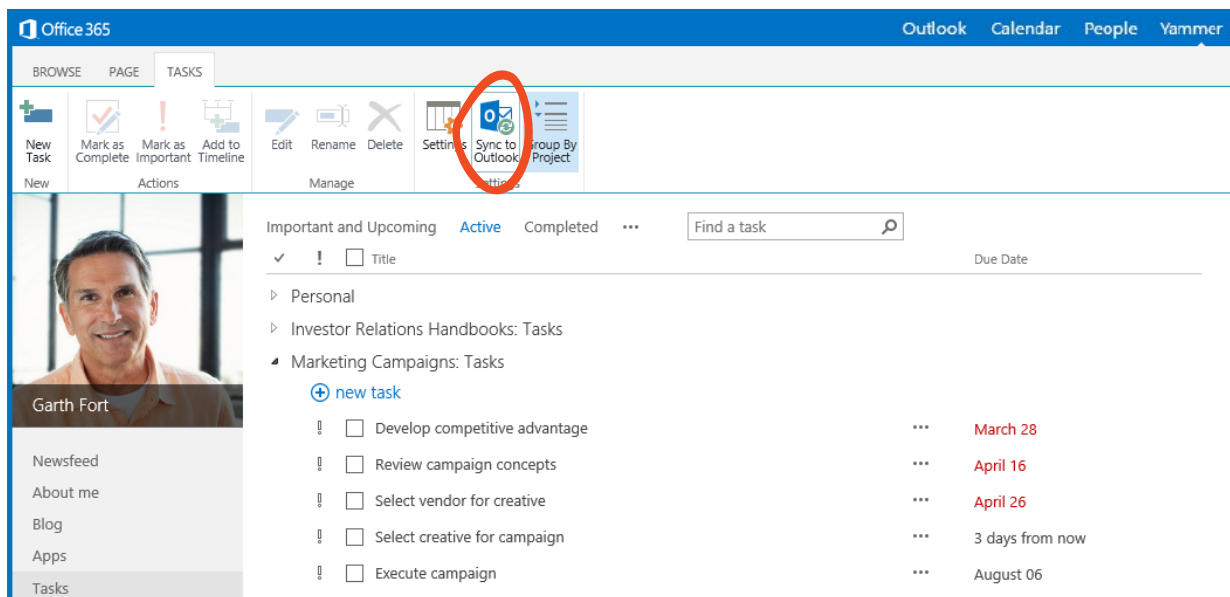 Office 365
Outlook Calendar People Yammer
BROWSE PAGE TASKS
New Task
Mark as Complete
Mark as Important
Add to Timeline
Edit
Rename
Delete
Settings
Sync to Outlook
Group By Project
New
Actions
Manage
Settings
Garth Fort
Newsfeed
About me
Blog
Apps
Tasks
Important and Upcoming Active Completed ••• Find a task
! Title Due Date
Personal
Investor Relations Handbooks: Tasks
Marketing Campaigns: Tasks
new task
Develop competitive advantage ••• March 28
Review campaign concepts ••• April 16
Select vendor for creative ••• April 26
Select creative for campaign ••• 3 days from now
Execute campaign ••• August 06